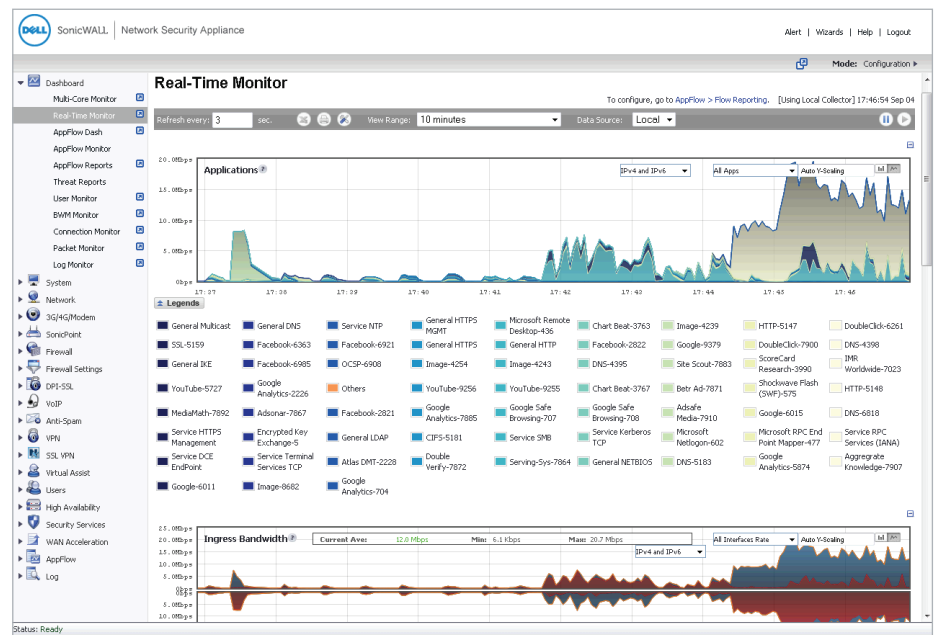 DELL SonicWALL | Network Security Appliance
Alert | Wizards | Help | Logout
Mode: Configuration
Dashboard
Multi-Core Monitor
Real-Time Monitor
AppFlow Dash
AppFlow Monitor
AppFlow Reports
Threat Reports
User Monitor
BWM Monitor
Connection Monitor
Packet Monitor
Log Monitor
System
Network
3G/4G/Modem
SonicPoint
Firewall
Firewall Settings
DPI-SSL
VoIP
Anti-Spam
VPN
SSL VPN
Virtual Assist
Users
High Availability
Security Services
WAN Acceleration
AppFlow
Log
Real-Time Monitor
To configure, go to AppFlow > Flow Reporting. [Using Local Collector] 17:46:54 Sep 04
Refresh every: 3 sec. View Range: 10 minutes Data Source: Local
Applications IPv4 and IPv6 All Apps Auto Y-Scaling
20.0Mbps
15.0Mbps
10.0Mbps
5.0Mbps
0bps
17:37 17:38 17:39 17:40 17:41 17:42 17:43 17:44 17:45 17:46
Legends
General Multicast General DNS Service NTP General HTTPS MGMT Microsoft Remote Desktop-436 Chart Beat-3763 Image-4239 HTTP-5147 DoubleClick-6261
SSL-5159 Facebook-6363 Facebook-6921 General HTTPS General HTTP Facebook-2822 Google-9379 DoubleClick-7900 DNS-4398
General IKE Facebook-6985 OCSP-6908 Image-4254 Image-4243 DNS-4395 Site Scout-7883 ScoreCard Research-3990 IMR Worldwide-7023
YouTube-5727 Google Analytics-2226 Others YouTube-9256 YouTube-9255 Chart Beat-3767 Betr Ad-7871 Shockwave Flash (SWF)-575 HTTP-5148
MediaMath-7892 Adsonar-7867 Facebook-2821 Google Analytics-7885 Google Safe Browsing-707 Google Safe Browsing-708 Adsafe Media-7910 Google-6015 DNS-6818
Service HTTPS Management Encrypted Key Exchange-5 General LDAP CIFS-5181 Service SMB Service Kerberos TCP Microsoft Netlogon-602 Microsoft RPC End Point Mapper-477 Service RPC Services (IANA)
Service DCE EndPoint Service Terminal Services TCP Atlas DMT-2228 Double Verify-7872 Serving-Sys-7864 General NETBIOS DNS-5183 Google Analytics-5874 Aggregrate Knowledge-7907
Google-6011 Image-8682 Google Analytics-704
Ingress Bandwidth Current Ave: 12.0 Mbps Min: 6.1 Kbps Max: 20.7 Mbps All Interfaces Rate Auto Y-Scaling
IPv4 and IPv6
25.0Mbps
20.0Mbps
15.0Mbps
10.0Mbps
5.0Mbps
0bps
5.0Mbps
10.0Mbps
Status: Ready